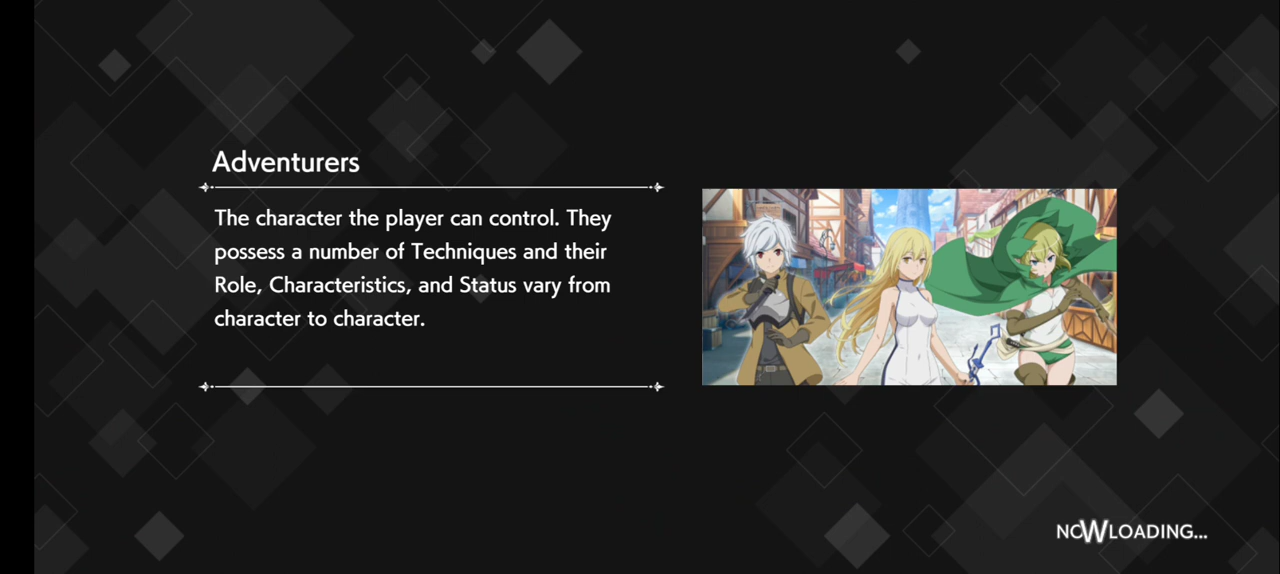 Adventurers
The character the player can control. They
possess a number of Techniques and their
Role, Characteristics, and Status vary from
character to character.
NOW LOADING...